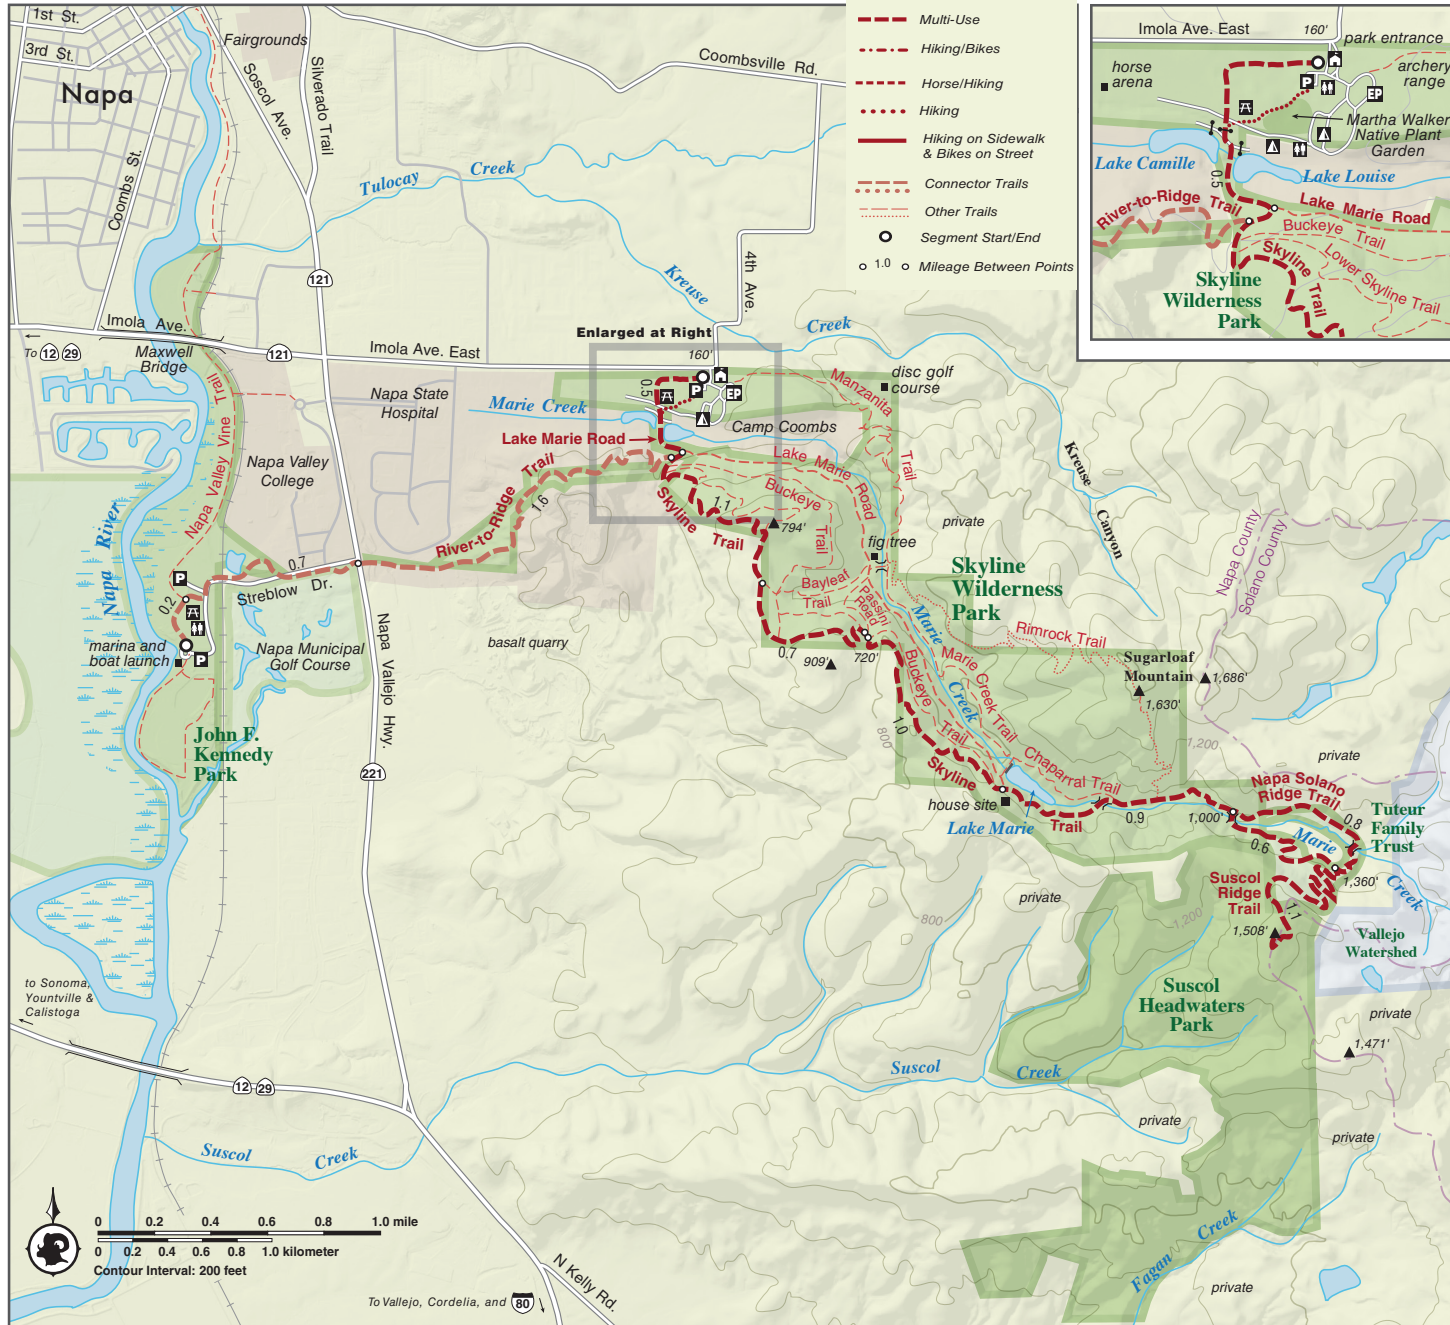 1st St.
3rd St.
Napa
Coombs St.
Fairgrounds
Soscol Ave.
Silverado Trail
Coombsville Rd.
Tulocay
Creek
Kreuse
Creek
4th Ave.
121
Multi-Use
Hiking/Bikes
Horse/Hiking
Hiking
Hiking on Sidewalk
& Bikes on Street
Connector Trails
Other Trails
Segment Start/End
1.0
Mileage Between Points
Imola Ave. East
160'
park entrance
horse
arena
archery
range
P
EP
Martha Walker
Native Plant
Garden
Lake Camille
Lake Louise
0.5
River-to-Ridge Trail
Lake Marie Road
Buckeye Trail
Lower Skyline Trail
Skyline Trail
Skyline
Wilderness
Park
Imola Ave.
To 12 29
Maxwell
Bridge
121
Imola Ave. East
Enlarged at Right
160'
Napa State
Hospital
Marie Creek
0.5
P
EP
Camp Coombs
disc golf
course
Manzanita
Trail
Lake Marie Road
Lake Marie Road
Napa Valley Vine Trail
Napa Valley
College
River-to-Ridge Trail
1.6
Skyline Trail
1.1
794'
Buckeye
Trail
fig tree
private
Kreuse
Canyon
Napa County
Solano County
Napa River
P
0.7
Streblow Dr.
0.2
marina and
boat launch
P
Napa Municipal
Golf Course
Napa Vallejo Hwy.
221
basalt quarry
Bayleaf
Trail
Passini
Road
Skyline
Wilderness
Park
Marie
Creek
Rimrock Trail
Sugarloaf
Mountain
1,686'
1,630'
0.7
909'
720'
Buckeye
Trail
Marie Creek Trail
John F.
Kennedy
Park
800
1.0
Skyline
Trail
Chaparral Trail
1,200
private
house site
Lake Marie
0.9
1,000'
Napa Solano
Ridge Trail
0.8
Tuteur
Family
Trust
Marie
Creek
0.6
1,360'
Suscol
Ridge
Trail
1.1
1,508'
private
800
1,200
Vallejo
Watershed
Suscol
Headwaters
Park
private
1,471'
to Sonoma,
Yountville &
Calistoga
12 29
Suscol
Creek
Suscol
Creek
private
private
Fagan
Creek
private
0 0.2 0.4 0.6 0.8 1.0 mile
0 0.2 0.4 0.6 0.8 1.0 kilometer
Contour Interval: 200 feet
N Kelly Rd.
To Vallejo, Cordelia, and 80